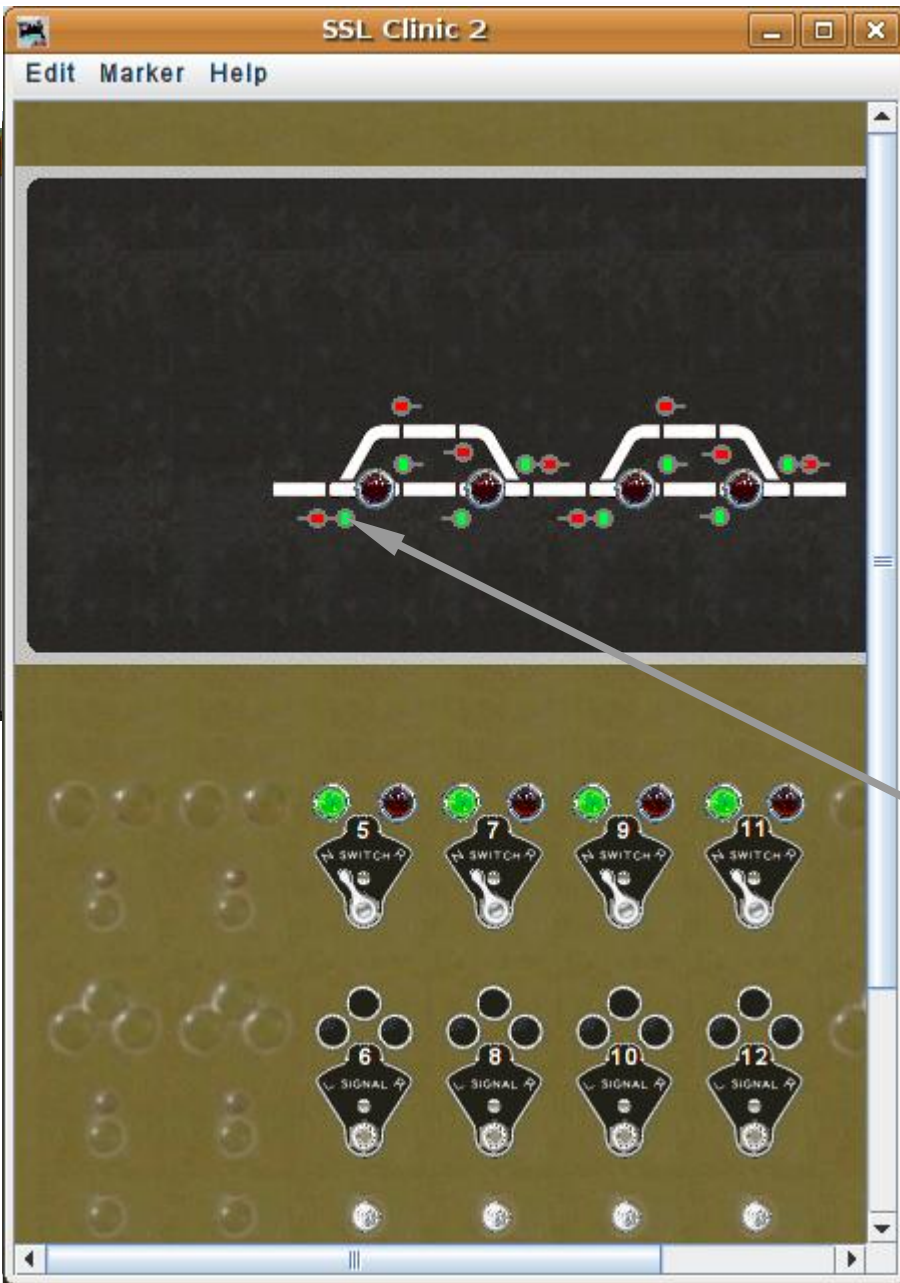 SSL Clinic 2
Edit Marker Help
5 7 9 11
N SWITCH R N SWITCH R N SWITCH R N SWITCH R
6 8 10 12
L SIGNAL R L SIGNAL R L SIGNAL R L SIGNAL R